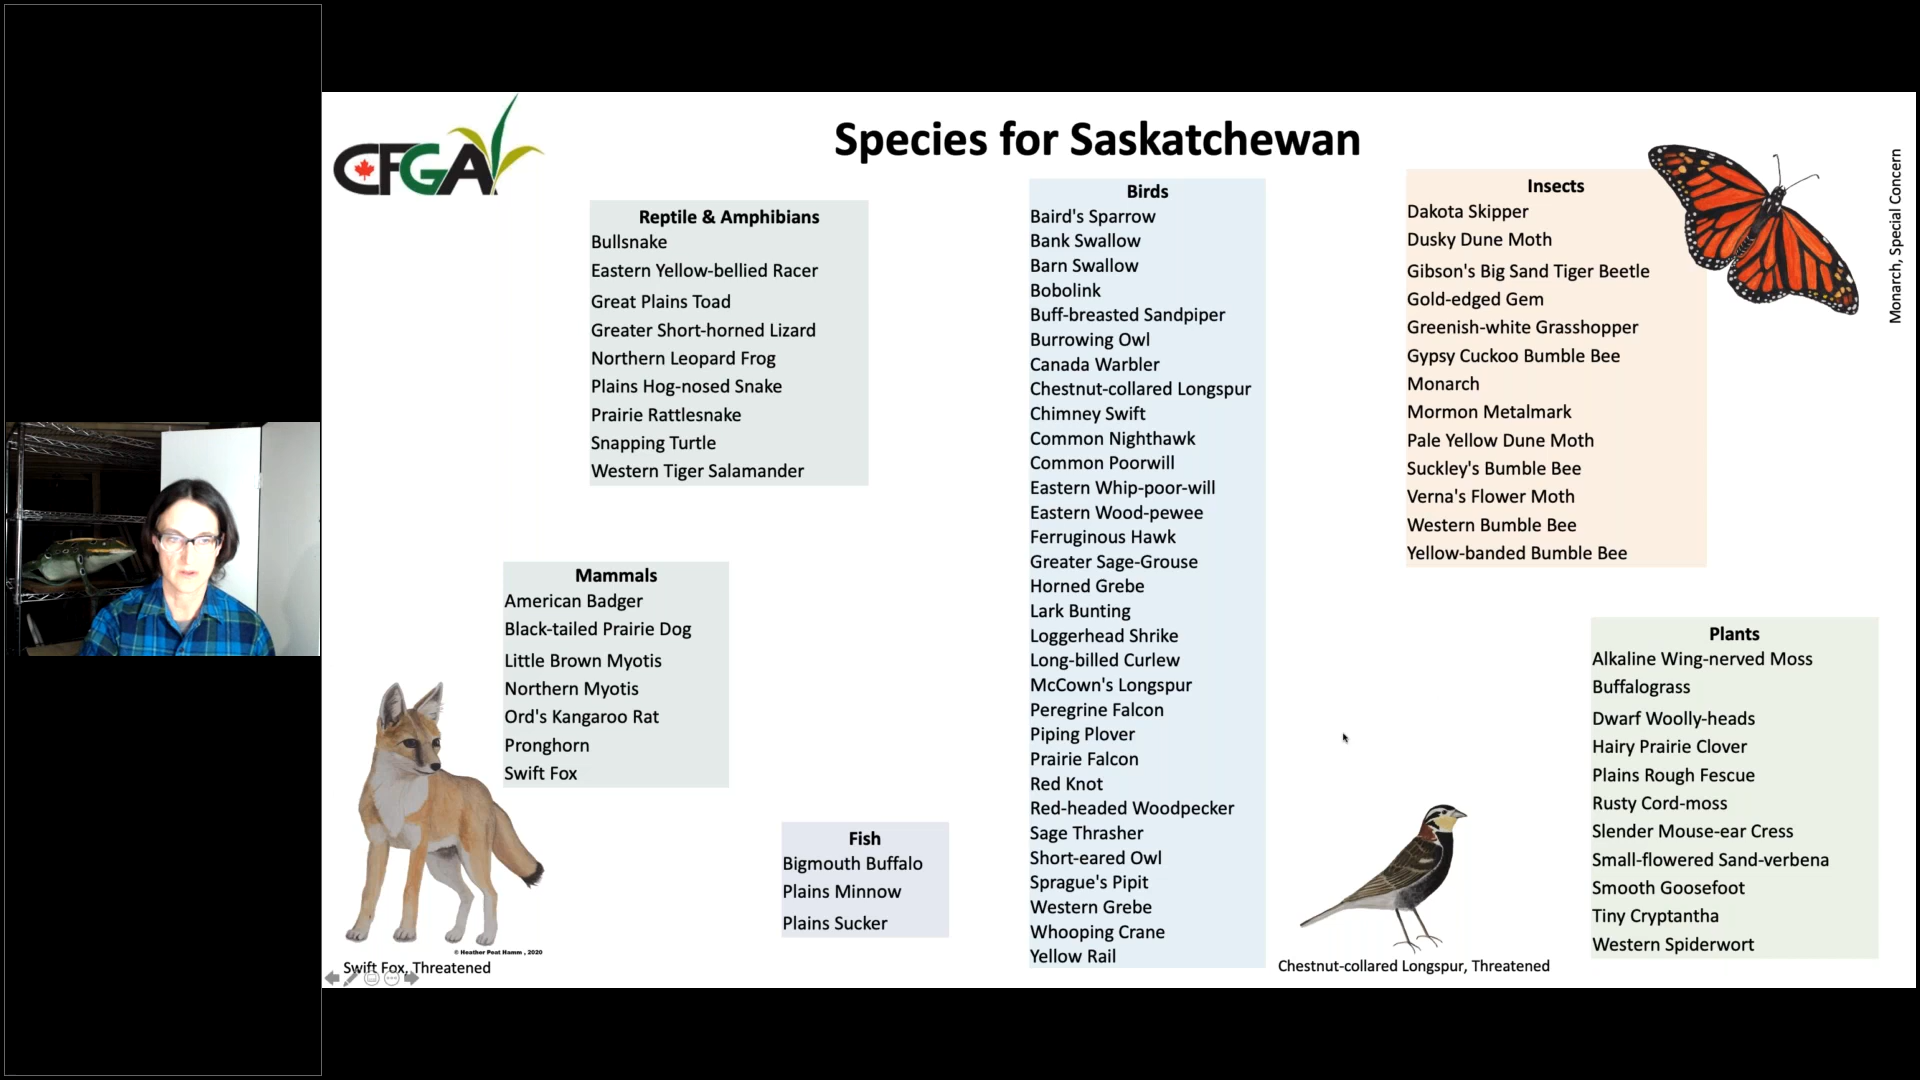 CFGA
Species for Saskatchewan
Reptile & Amphibians
Bullsnake
Eastern Yellow-bellied Racer
Great Plains Toad
Greater Short-horned Lizard
Northern Leopard Frog
Plains Hog-nosed Snake
Prairie Rattlesnake
Snapping Turtle
Western Tiger Salamander
Mammals
American Badger
Black-tailed Prairie Dog
Little Brown Myotis
Northern Myotis
Ord's Kangaroo Rat
Pronghorn
Swift Fox
© Heather Peat Hamm , 2020
Swift Fox, Threatened
Fish
Bigmouth Buffalo
Plains Minnow
Plains Sucker
Birds
Baird's Sparrow
Bank Swallow
Barn Swallow
Bobolink
Buff-breasted Sandpiper
Burrowing Owl
Canada Warbler
Chestnut-collared Longspur
Chimney Swift
Common Nighthawk
Common Poorwill
Eastern Whip-poor-will
Eastern Wood-pewee
Ferruginous Hawk
Greater Sage-Grouse
Horned Grebe
Lark Bunting
Loggerhead Shrike
Long-billed Curlew
McCown's Longspur
Peregrine Falcon
Piping Plover
Prairie Falcon
Red Knot
Red-headed Woodpecker
Sage Thrasher
Short-eared Owl
Sprague's Pipit
Western Grebe
Whooping Crane
Yellow Rail
Chestnut-collared Longspur, Threatened
Insects
Dakota Skipper
Dusky Dune Moth
Gibson's Big Sand Tiger Beetle
Gold-edged Gem
Greenish-white Grasshopper
Gypsy Cuckoo Bumble Bee
Monarch
Mormon Metalmark
Pale Yellow Dune Moth
Suckley's Bumble Bee
Verna's Flower Moth
Western Bumble Bee
Yellow-banded Bumble Bee
Monarch, Special Concern
Plants
Alkaline Wing-nerved Moss
Buffalograss
Dwarf Woolly-heads
Hairy Prairie Clover
Plains Rough Fescue
Rusty Cord-moss
Slender Mouse-ear Cress
Small-flowered Sand-verbena
Smooth Goosefoot
Tiny Cryptantha
Western Spiderwort